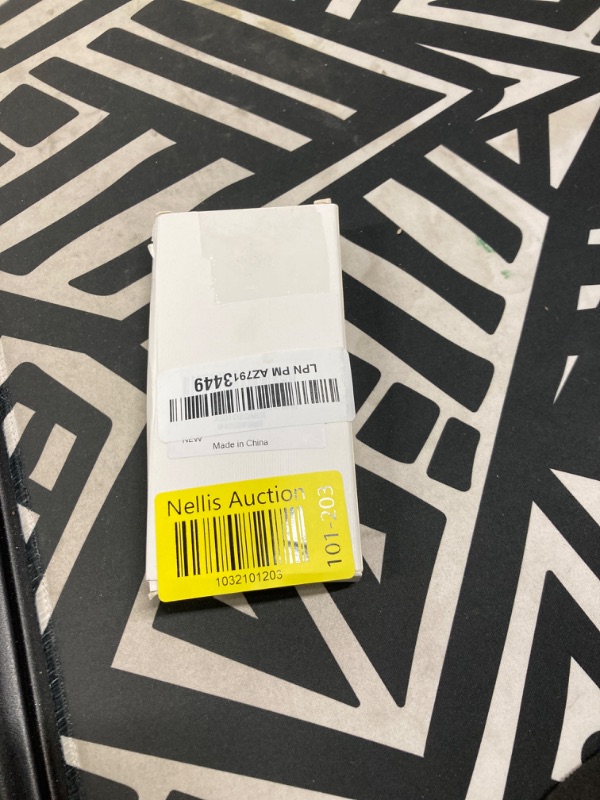 LPN PM AZ7913449
NEW
Made in China
Nellis Auction
1032101203
101-203